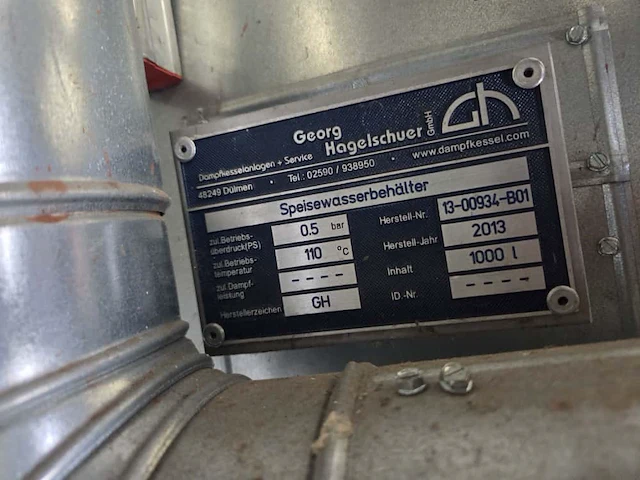 Georg
Hagelschuer GmbH
Gh
Dampfkesselanlagen + Service
48249 Dülmen · Tel.: 02590 / 938950 · www.dampfkessel.com
Speisewasserbehälter
zul. Betriebs-
überdruck(PS) 0.5 bar
zul. Betriebs-
temperatur 110 °C
zul. Dampf-
leistung - - - -
Herstellerzeichen GH
Herstell-Nr. 13-00934-B01
Herstell-Jahr 2013
Inhalt 1000 l
ID.-Nr. - - - -